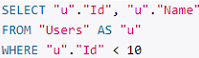 SELECT "u"."Id", "u"."Name"
FROM "Users" AS "u"
WHERE "u"."Id" < 10